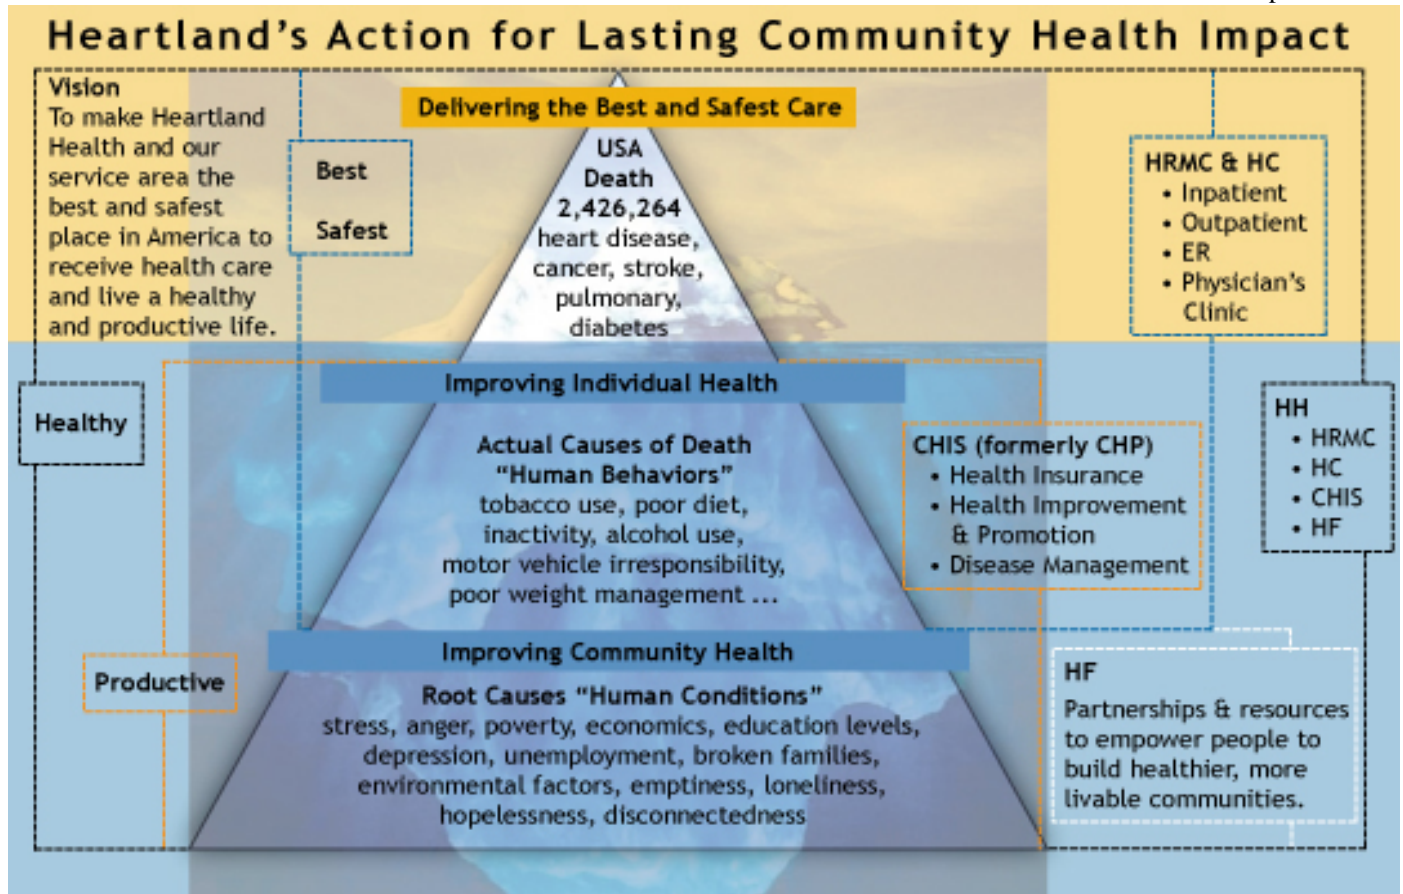 Heartland's Action for Lasting Community Health Impact
Vision
To make Heartland
Health and our
service area the
best and safest
place in America to
receive health care
and live a healthy
and productive life.
Best
Safest
Delivering the Best and Safest Care
USA
Death
2,426,264
heart disease,
cancer, stroke,
pulmonary,
diabetes
HRMC & HC
• Inpatient
• Outpatient
• ER
• Physician's
Clinic
Healthy
Improving Individual Health
Actual Causes of Death
“Human Behaviors”
tobacco use, poor diet,
inactivity, alcohol use,
motor vehicle irresponsibility,
poor weight management ...
CHIS (formerly CHP)
• Health Insurance
• Health Improvement
& Promotion
• Disease Management
HH
• HRMC
• HC
• CHIS
• HF
Productive
Improving Community Health
Root Causes “Human Conditions”
stress, anger, poverty, economics, education levels,
depression, unemployment, broken families,
environmental factors, emptiness, loneliness,
hopelessness, disconnectedness
HF
Partnerships & resources
to empower people to
build healthier, more
livable communities.